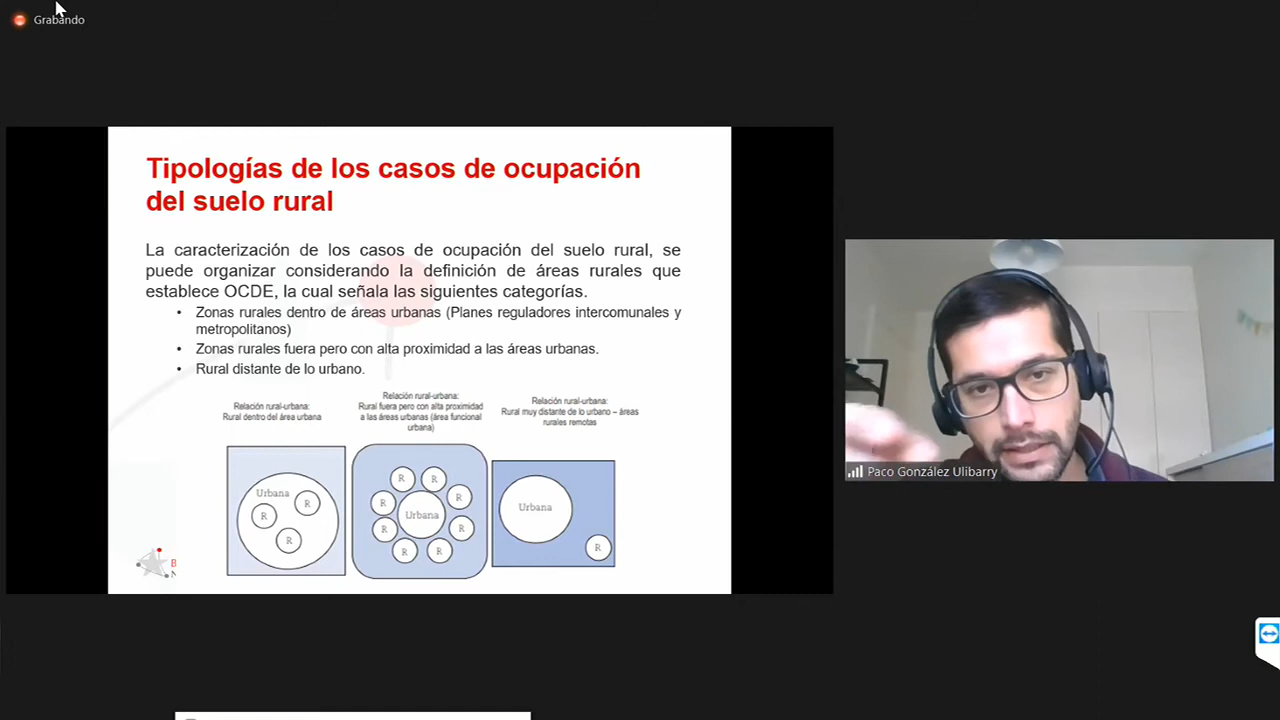 Grabando
Tipologías de los casos de ocupación
del suelo rural
La caracterización de los casos de ocupación del suelo rural, se
puede organizar considerando la definición de áreas rurales que
establece OCDE, la cual señala las siguientes categorías.
• Zonas rurales dentro de áreas urbanas (Planes reguladores intercomunales y
metropolitanos)
• Zonas rurales fuera pero con alta proximidad a las áreas urbanas.
• Rural distante de lo urbano.
Relación rural-urbana:
Rural dentro del área urbana
Relación rural-urbana:
Rural fuera pero con alta proximidad
a las áreas urbanas (área funcional
urbana)
Relación rural-urbana:
Rural muy distante de lo urbano – áreas
rurales remotas
Urbana
R
R
R
R
R
R
R
Urbana
R
R
R
R
R
Urbana
R
B
N
Paco González Ulibarry